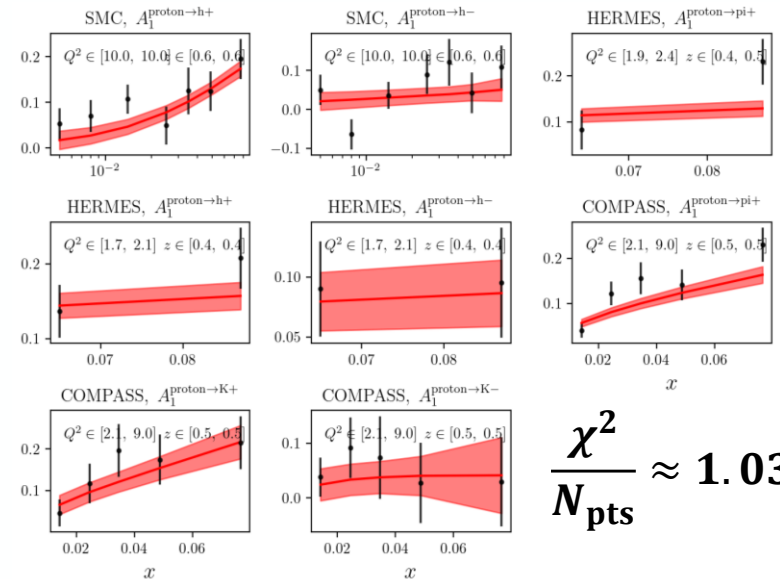 SMC, A₁^{proton→h+}
Q² ∈ [10.0, 10.0] ∈ [0.6, 0.6]
0.2
0.1
0.0
10⁻²
SMC, A₁^{proton→h−}
Q² ∈ [10.0, 10.0] ∈ [0.6, 0.6]
0.1
0.0
−0.1
10⁻²
HERMES, A₁^{proton→pi+}
Q² ∈ [1.9, 2.4] z ∈ [0.4, 0.5]
0.2
0.1
0.07 0.08
HERMES, A₁^{proton→h+}
Q² ∈ [1.7, 2.1] z ∈ [0.4, 0.4]
0.2
0.1
0.07 0.08
HERMES, A₁^{proton→h−}
Q² ∈ [1.7, 2.1] z ∈ [0.4, 0.4]
0.10
0.05
0.07 0.08
COMPASS, A₁^{proton→pi+}
Q² ∈ [2.1, 9.0] z ∈ [0.5, 0.5]
0.2
0.1
0.02 0.04 0.06
x
COMPASS, A₁^{proton→K+}
Q² ∈ [2.1, 9.0] z ∈ [0.5, 0.5]
0.2
0.1
0.02 0.04 0.06
x
COMPASS, A₁^{proton→K−}
Q² ∈ [2.1, 9.0] z ∈ [0.5, 0.5]
0.1
0.0
0.02 0.04 0.06
x
χ²/N_pts ≈ 1.03